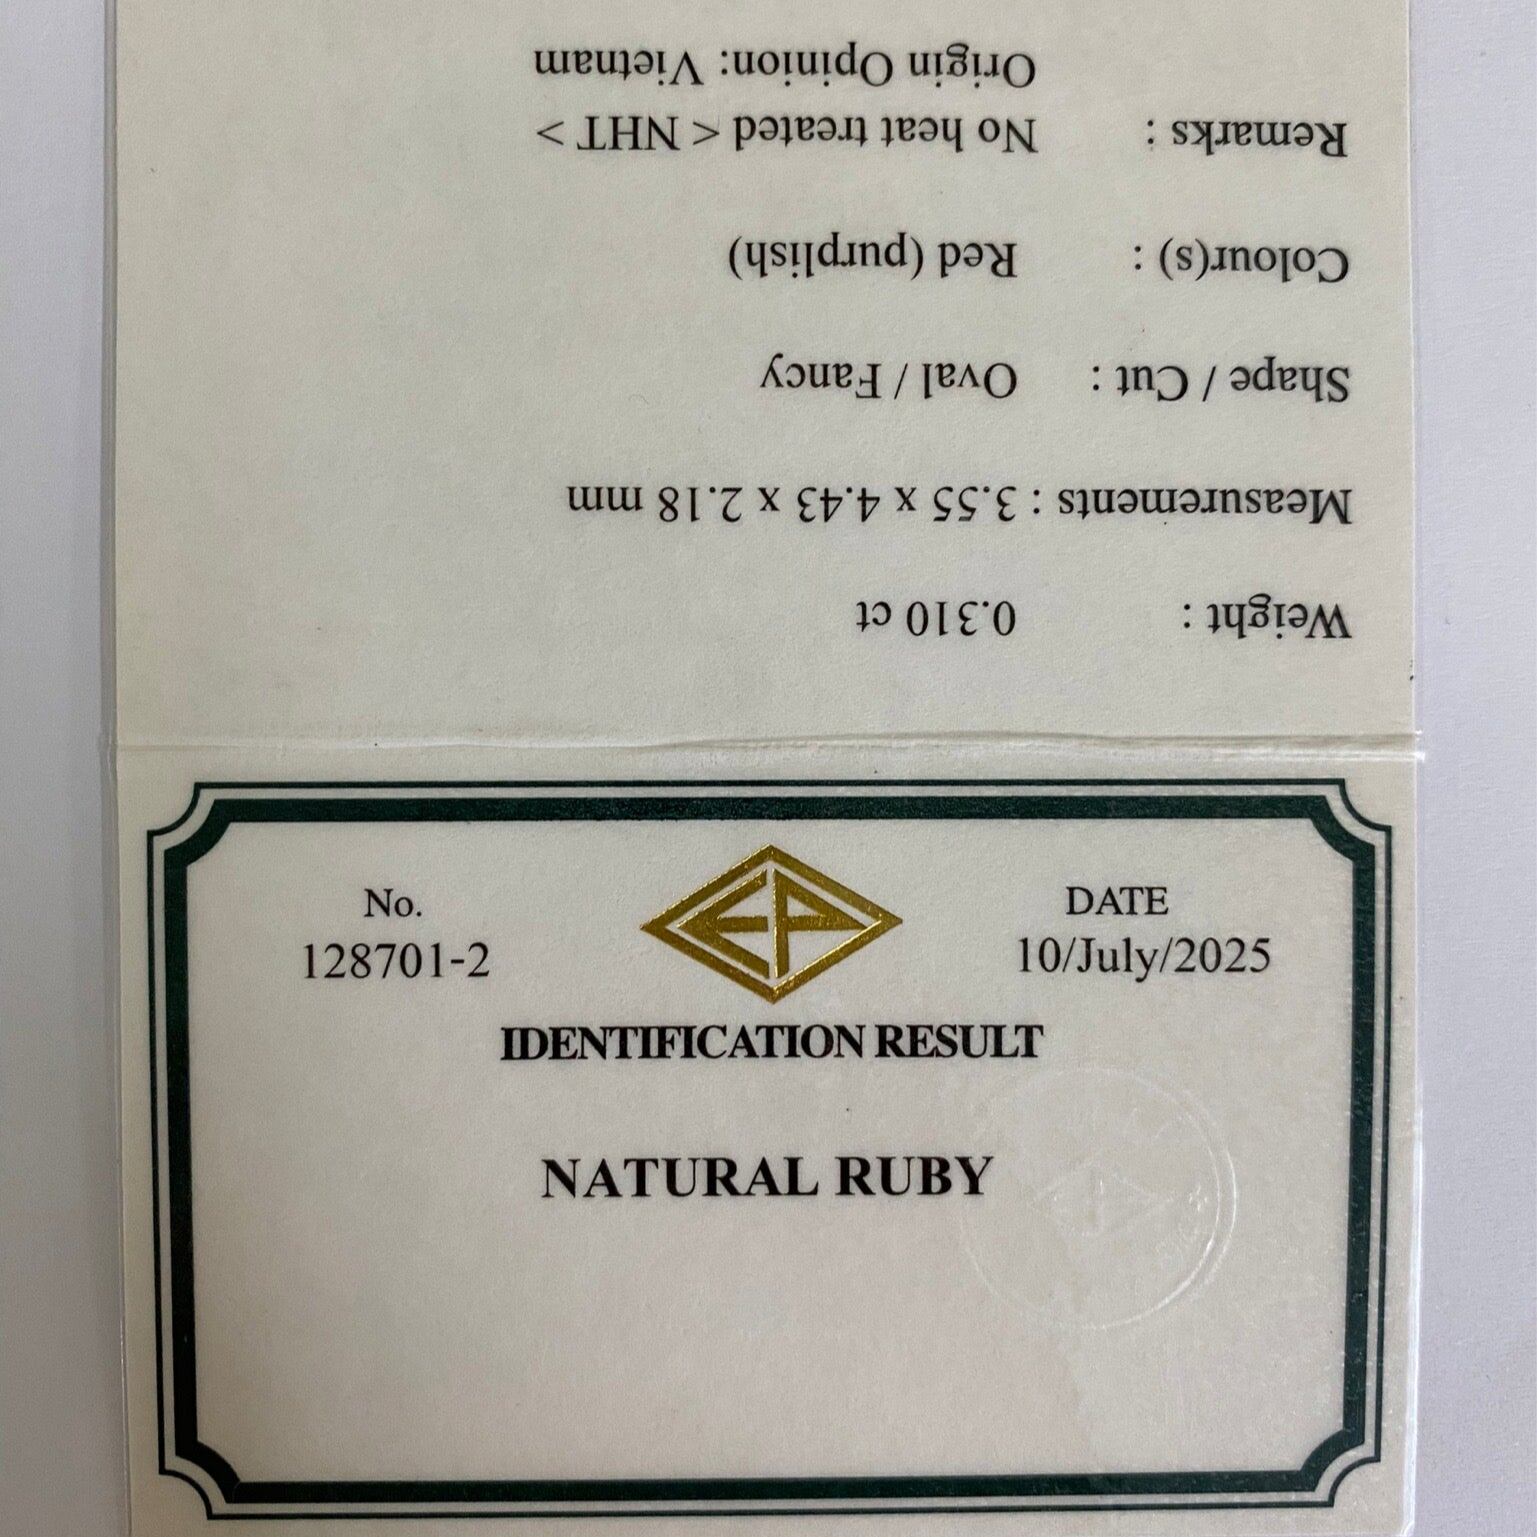 No.
128701-2
EP
DATE
10/July/2025
IDENTIFICATION RESULT
NATURAL RUBY
Weight : 0.310 ct
Measurements : 3.55 x 4.43 x 2.18 mm
Shape / Cut : Oval / Fancy
Colour(s) : Red (purplish)
Remarks : No heat treated < NHT >
Origin Opinion: Vietnam